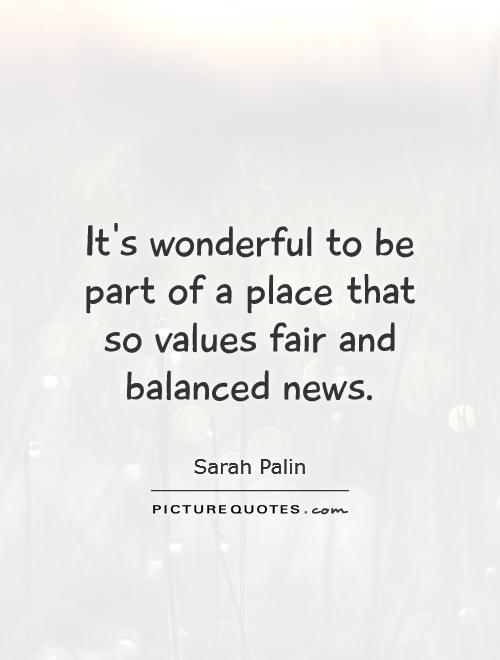 It's wonderful to be
part of a place that
so values fair and
balanced news.
Sarah Palin
PICTUREQUOTES.com